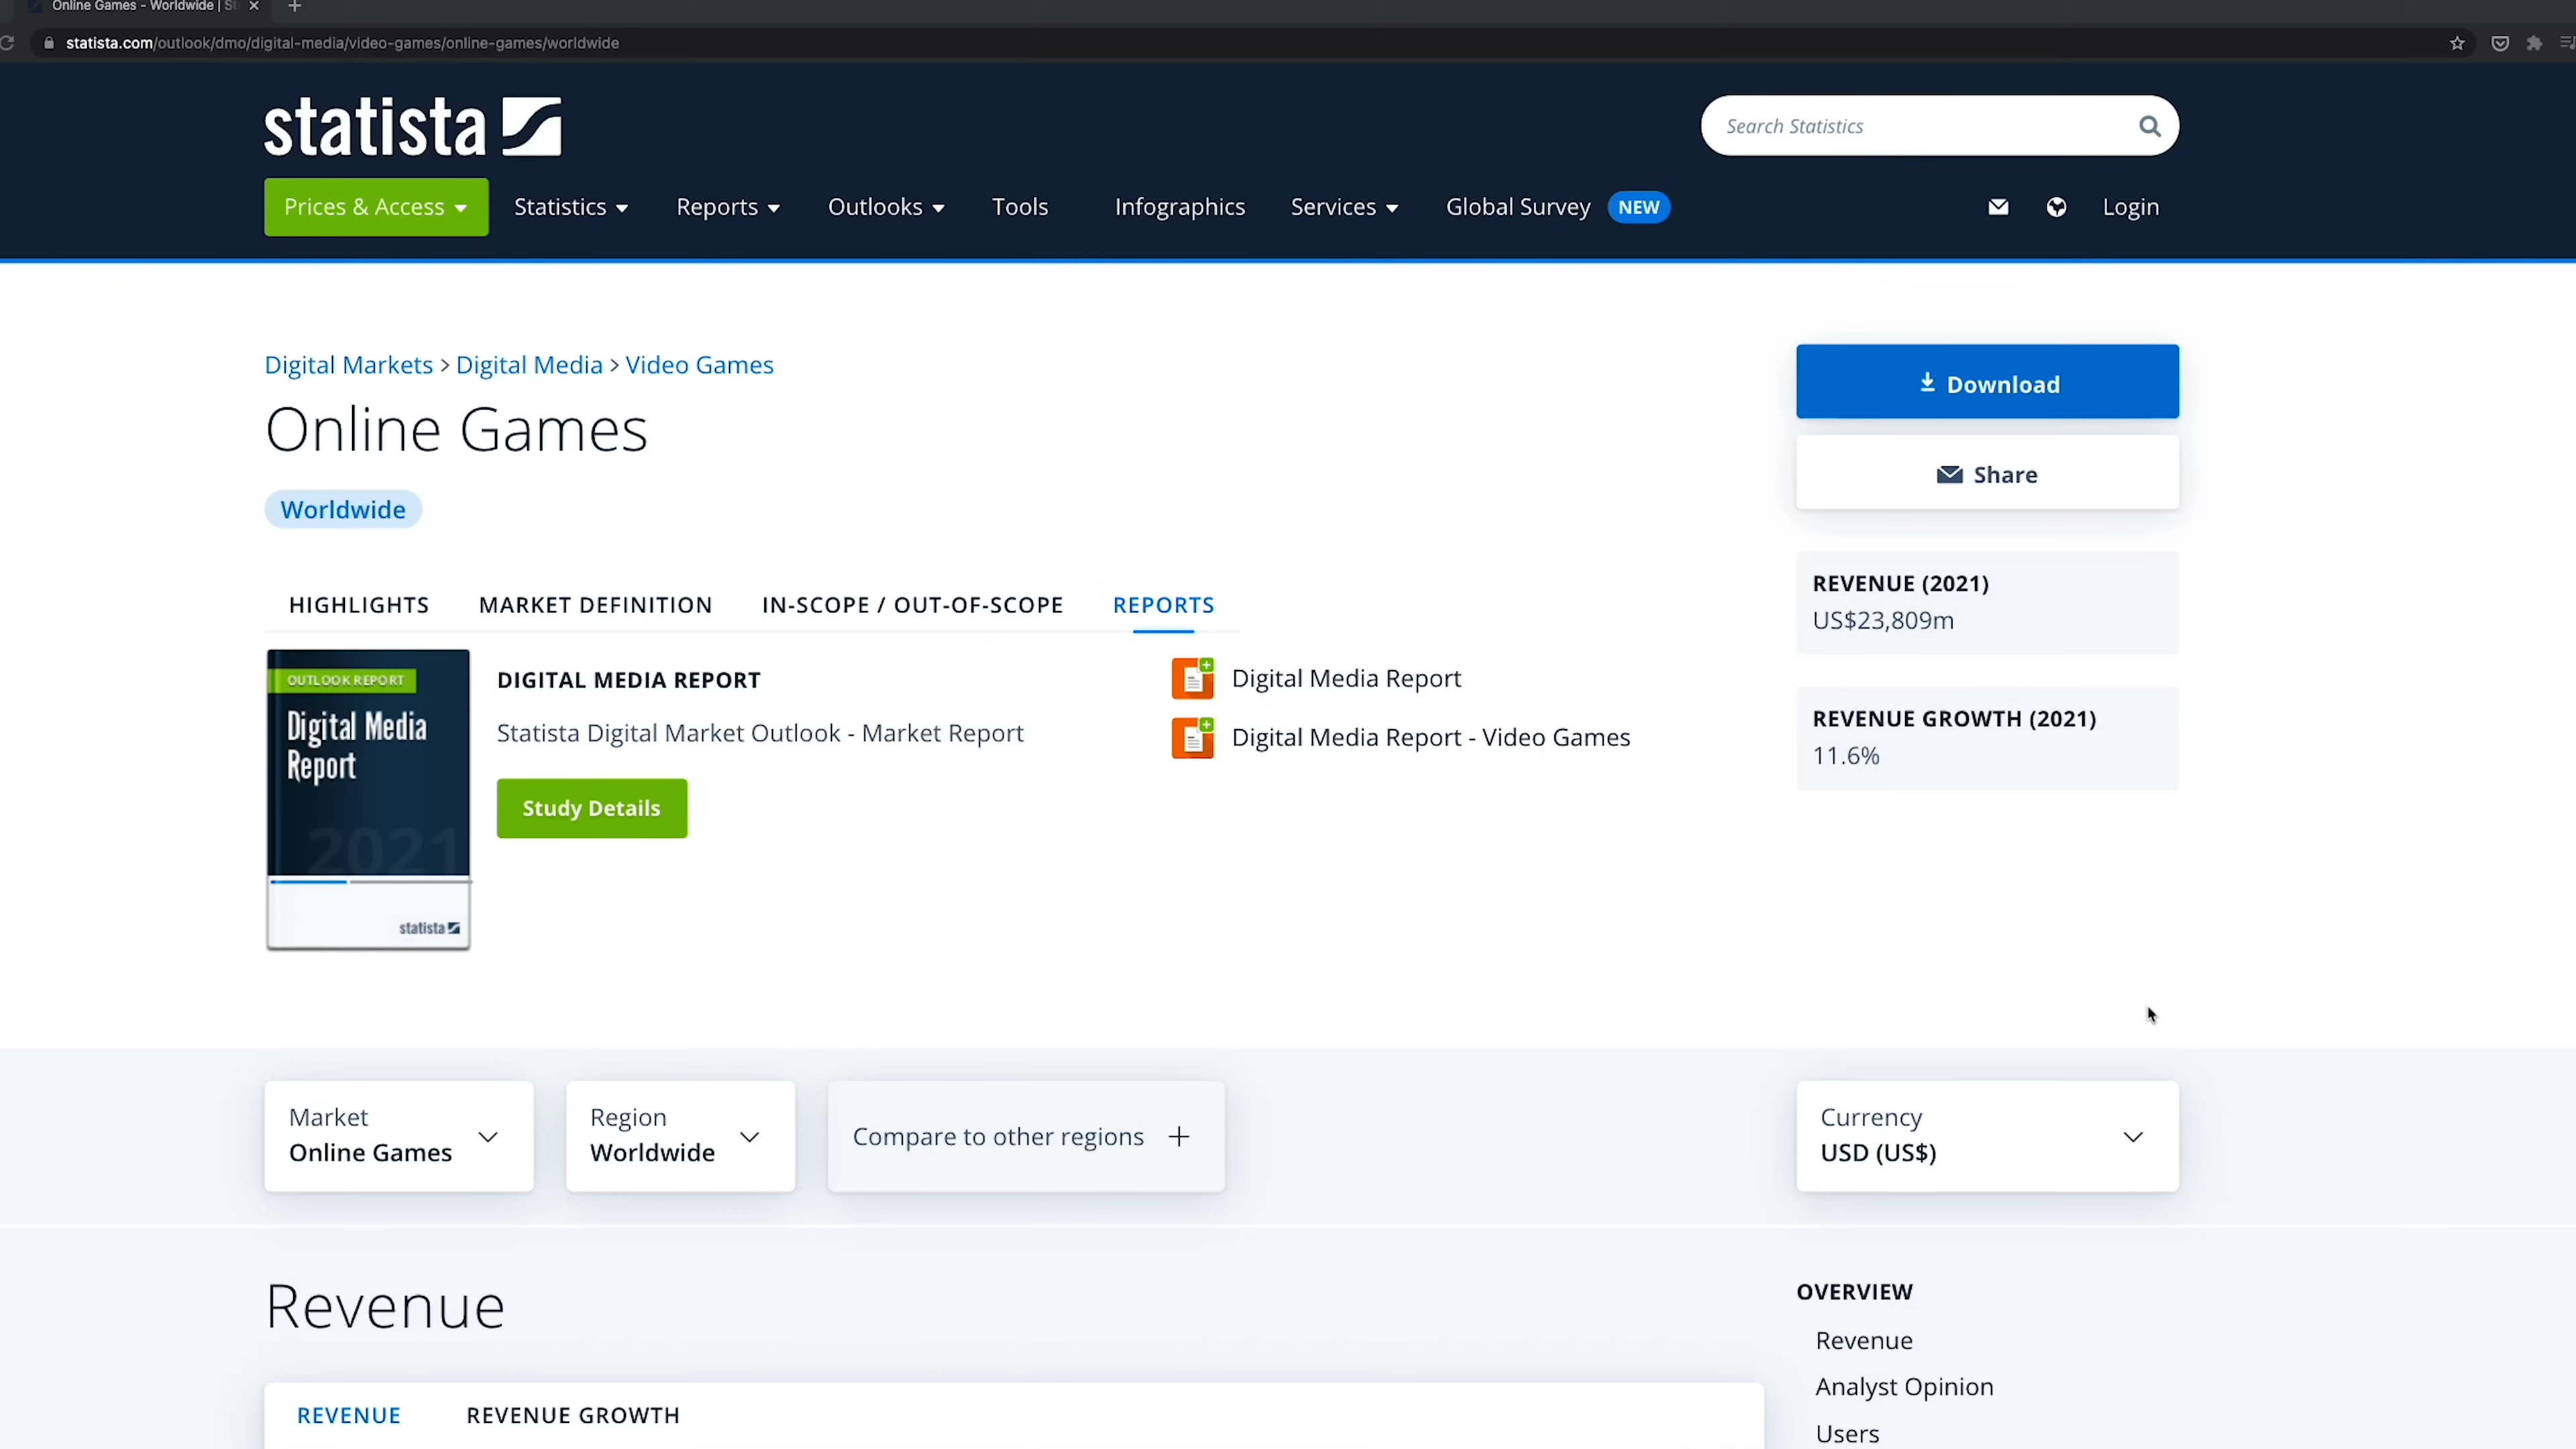 Online Games - Worldwide | St
statista.com/outlook/dmo/digital-media/video-games/online-games/worldwide
statista
Search Statistics
Prices & Access
Statistics
Reports
Outlooks
Tools
Infographics
Services
Global Survey
NEW
Login
Digital Markets > Digital Media > Video Games
Online Games
Worldwide
Download
Share
REVENUE (2021)
US$23,809m
REVENUE GROWTH (2021)
11.6%
HIGHLIGHTS
MARKET DEFINITION
IN-SCOPE / OUT-OF-SCOPE
REPORTS
OUTLOOK REPORT
Digital Media
Report
2021
statista
DIGITAL MEDIA REPORT
Statista Digital Market Outlook - Market Report
Study Details
Digital Media Report
Digital Media Report - Video Games
Market
Online Games
Region
Worldwide
Compare to other regions
Currency
USD (US$)
Revenue
REVENUE
REVENUE GROWTH
OVERVIEW
Revenue
Analyst Opinion
Users